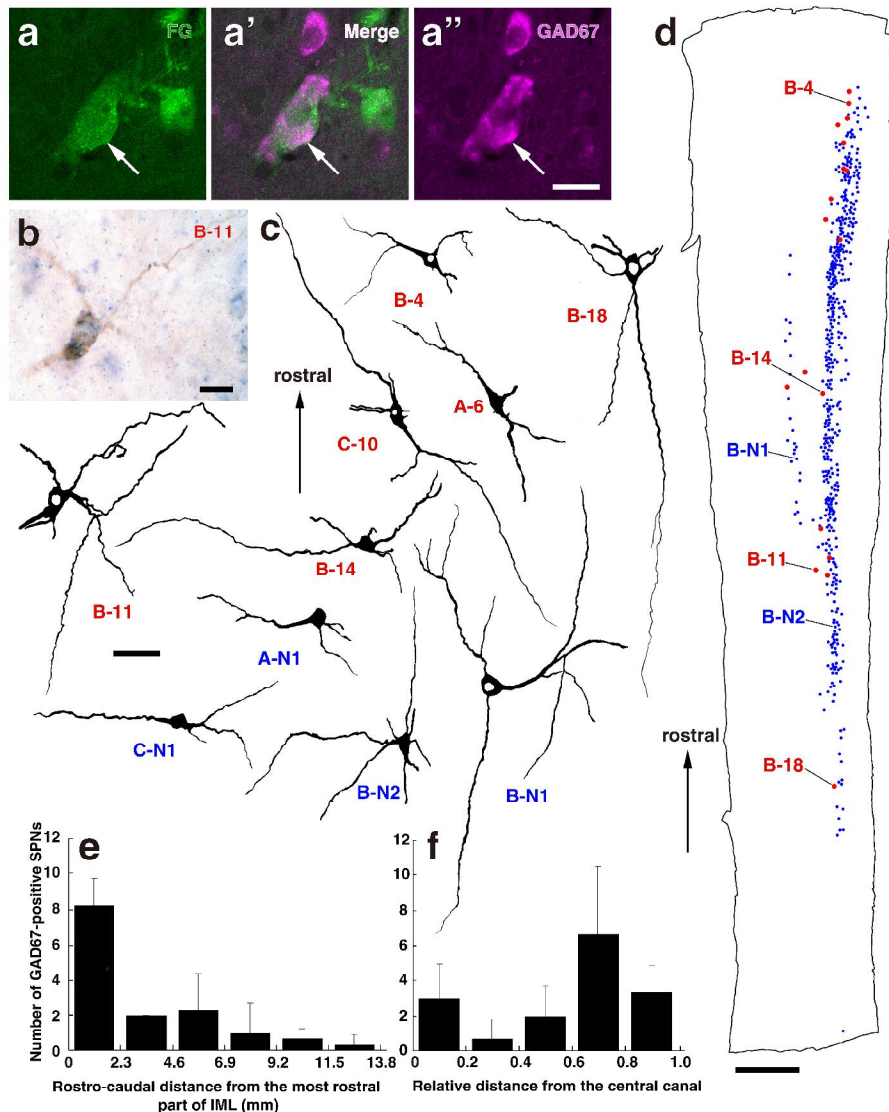 a
FG
a'
Merge
a''
GAD67
b
B-11
c
B-4
B-18
rostral
A-6
C-10
B-14
B-11
A-N1
C-N1
B-N2
B-N1
d
B-4
B-14
B-N1
B-11
B-N2
rostral
B-18
e
Number of GAD67-positive SPNs
12
10
8
6
4
2
0
0 2.3 4.6 6.9 9.2 11.5 13.8
Rostro-caudal distance from the most rostral
part of IML (mm)
f
12
10
8
6
4
2
0
0 0.2 0.4 0.6 0.8 1.0
Relative distance from the central canal